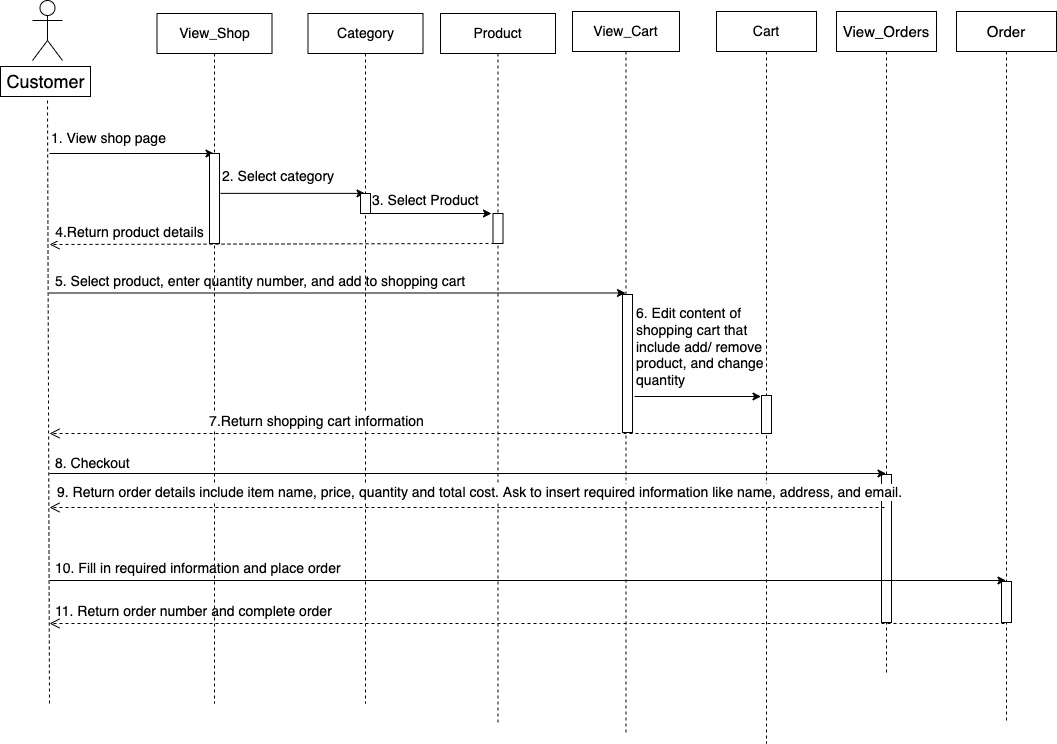 View_Shop
Category
Product
View_Cart
Cart
View_Orders
Order
Customer
1. View shop page
2. Select category
3. Select Product
4.Return product details
5. Select product, enter quantity number, and add to shopping cart
6. Edit content of
shopping cart that
include add/ remove
product, and change
quantity
7.Return shopping cart information
8. Checkout
9. Return order details include item name, price, quantity and total cost. Ask to insert required information like name, address, and email.
10. Fill in required information and place order
11. Return order number and complete order